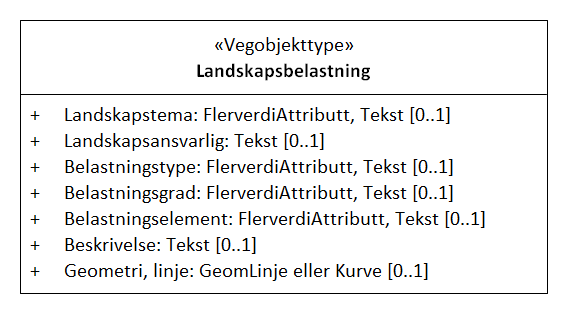 «Vegobjekttype»
Landskapsbelastning
+ Landskapstema: FlerverdiAttributt, Tekst [0..1]
+ Landskapsansvarlig: Tekst [0..1]
+ Belastningstype: FlerverdiAttributt, Tekst [0..1]
+ Belastningsgrad: FlerverdiAttributt, Tekst [0..1]
+ Belastningselement: FlerverdiAttributt, Tekst [0..1]
+ Beskrivelse: Tekst [0..1]
+ Geometri, linje: GeomLinje eller Kurve [0..1]